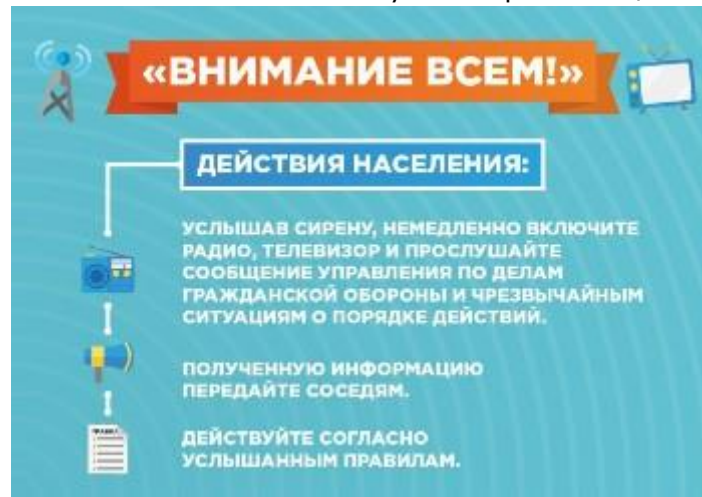 «ВНИМАНИЕ ВСЕМ!»
ДЕЙСТВИЯ НАСЕЛЕНИЯ:
УСЛЫШАВ СИРЕНУ, НЕМЕДЛЕННО ВКЛЮЧИТЕ
РАДИО, ТЕЛЕВИЗОР И ПРОСЛУШАЙТЕ
СООБЩЕНИЕ УПРАВЛЕНИЯ ПО ДЕЛАМ
ГРАЖДАНСКОЙ ОБОРОНЫ И ЧРЕЗВЫЧАЙНЫМ
СИТУАЦИЯМ О ПОРЯДКЕ ДЕЙСТВИЙ.
ПОЛУЧЕННУЮ ИНФОРМАЦИЮ
ПЕРЕДАЙТЕ СОСЕДЯМ.
ДЕЙСТВУЙТЕ СОГЛАСНО
УСЛЫШАННЫМ ПРАВИЛАМ.